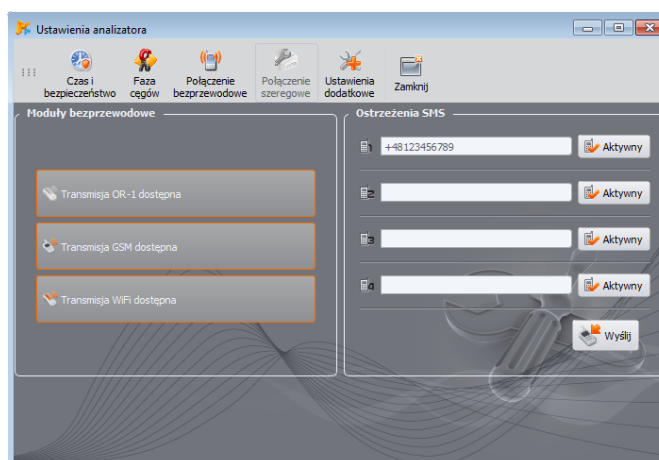 Ustawienia analizatora
Czas i bezpieczeństwo
Faza cęgów
Połączenie bezprzewodowe
Połączenie szeregowe
Ustawienia dodatkowe
Zamknij
Moduły bezprzewodowe
Transmisja OR-1 dostępna
Transmisja GSM dostępna
Transmisja WiFi dostępna
Ostrzeżenia SMS
1 +48123456789 Aktywny
2 Aktywny
3 Aktywny
4 Aktywny
Wyślij